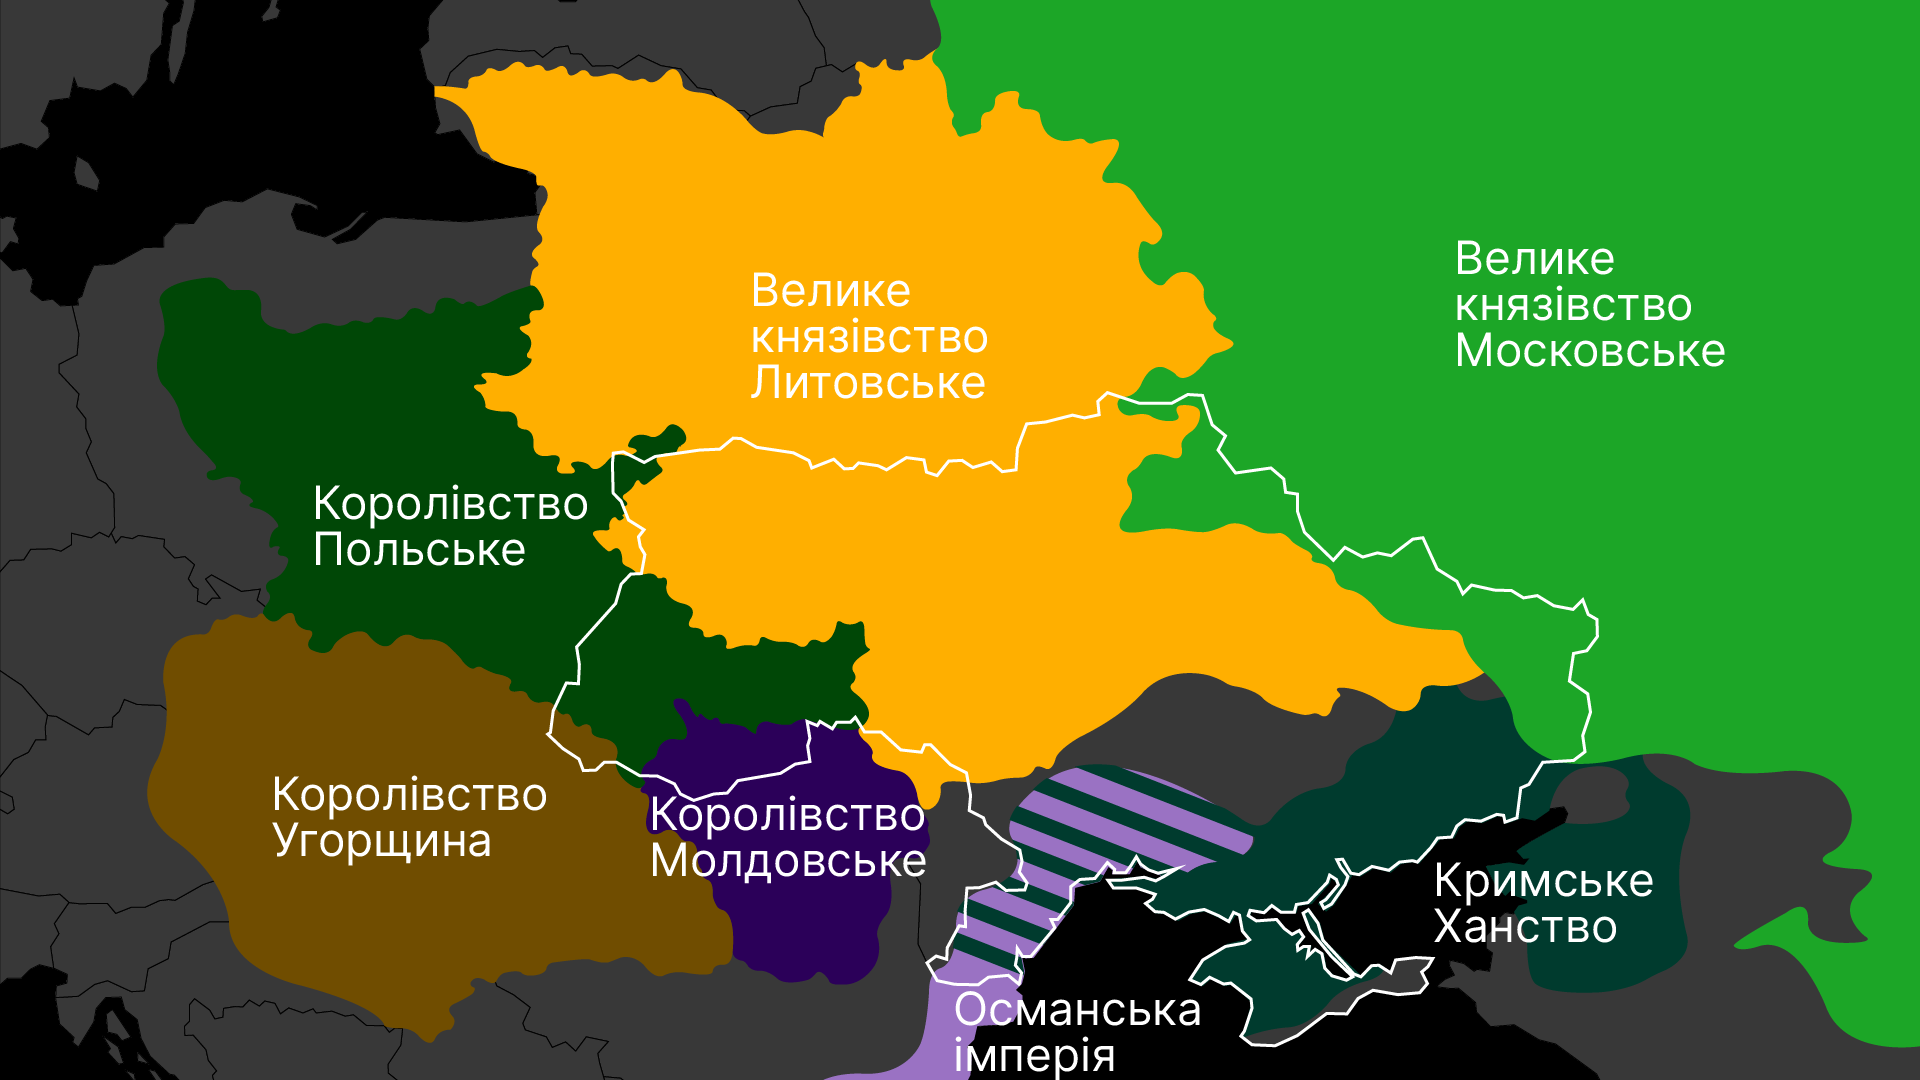 Велике
князівство
Московське
Велике
князівство
Литовське
Королівство
Польське
Королівство
Угорщина
Королівство
Молдовське
Кримське
Ханство
Османська
імперія